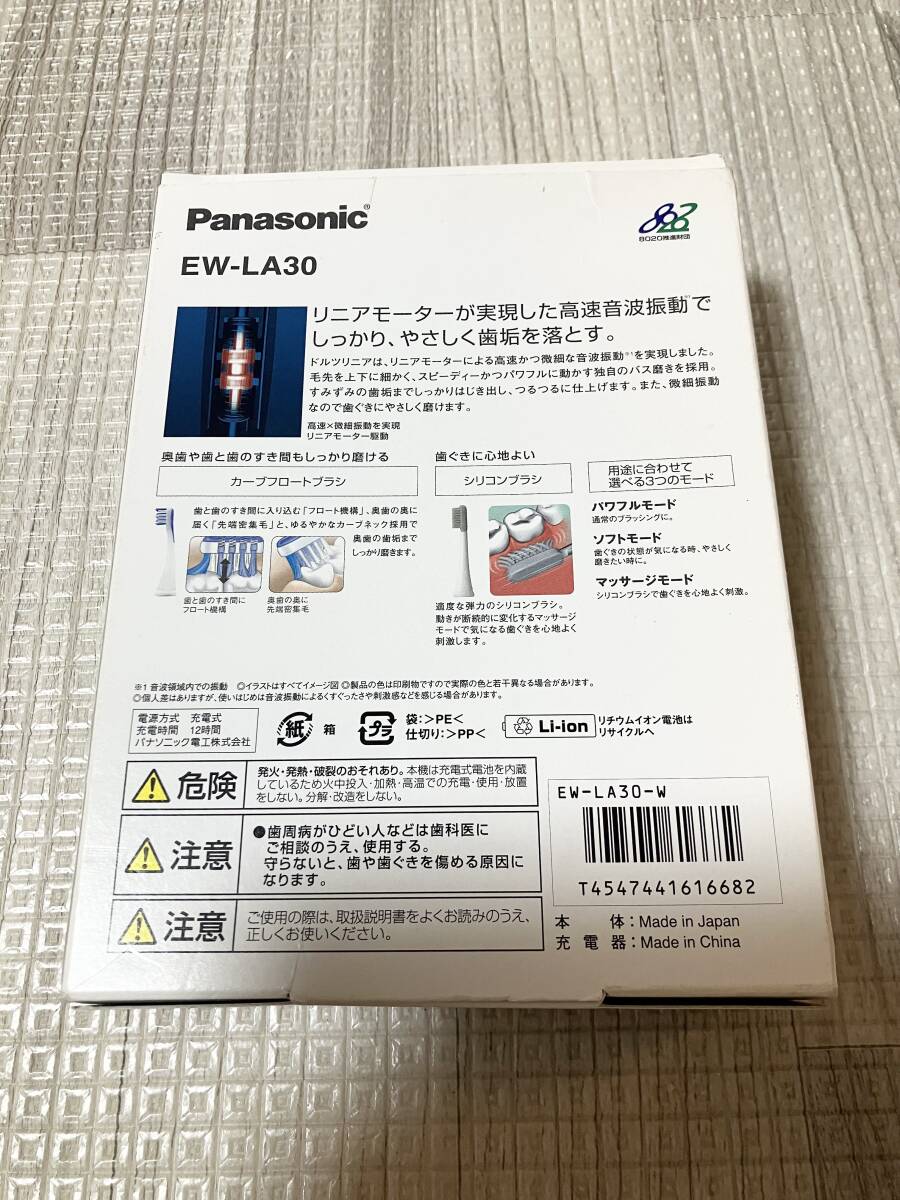 Panasonic®
8020推進財団
EW-LA30
リニアモーターが実現した高速音波振動※1で
しっかり、やさしく歯垢を落とす。
ドルツリニアは、リニアモーターによる高速かつ微細な音波振動※1を実現しました。
毛先を上下に細かく、スピーディーかつパワフルに動かす独自のバス磨きを採用。
すみずみの歯垢までしっかりはじき出し、つるつるに仕上げます。また、微細振動
なので歯ぐきにやさしく磨けます。
高速×微細振動を実現
リニアモーター駆動
奥歯や歯と歯のすき間もしっかり磨ける
カーブフロートブラシ
歯と歯のすき間に入り込む「フロート機構」、奥歯の奥に
届く「先端密集毛」と、ゆるやかなカーブネック採用で
奥歯の歯垢まで
しっかり磨きます。
歯と歯のすき間に
フロート機構
奥歯の奥に
先端密集毛
歯ぐきに心地よい
シリコンブラシ
適度な弾力のシリコンブラシ。
動きが断続的に変化するマッサージ
モードで気になる歯ぐきを心地よく
刺激します。
用途に合わせて
選べる3つのモード
パワフルモード
通常のブラッシングに。
ソフトモード
歯ぐきの状態が気になる時、やさしく
磨きたい時に。
マッサージモード
シリコンブラシで歯ぐきを心地よく刺激。
※1 音波領域内での振動 ◎イラストはすべてイメージ図 ◎製品の色は印刷物ですので実際の色と若干異なる場合があります。
◎個人差はありますが、使いはじめは音波振動によるくすぐったさや刺激感などを感じる場合があります。
電源方式 充電式
充電時間 12時間
パナソニック電工株式会社
紙 箱
プラ
袋:>PE<
仕切り:>PP<
Li-ion
リチウムイオン電池は
リサイクルへ
危険
発火・発熱・破裂のおそれあり。本機は充電式電池を内蔵
しているため火中投入・加熱・高温での充電・使用・放置
をしない。分解・改造をしない。
注意
●歯周病がひどい人などは歯科医に
ご相談のうえ、使用する。
守らないと、歯や歯ぐきを傷める原因に
なります。
注意
ご使用の際は、取扱説明書をよくお読みのうえ、
正しくお使いください。
EW-LA30-W
T4547441616682
本 体:Made in Japan
充電器:Made in China